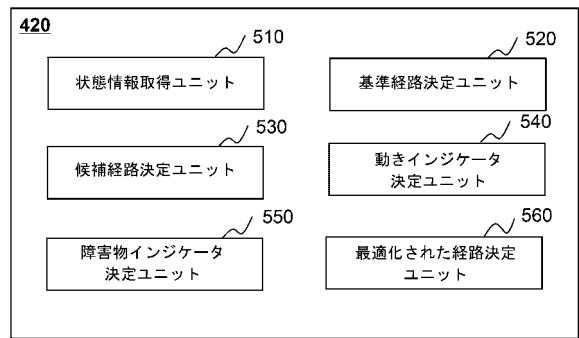 420
510
状態情報取得ユニット
520
基準経路決定ユニット
530
候補経路決定ユニット
540
動きインジケータ
決定ユニット
550
障害物インジケータ
決定ユニット
560
最適化された経路決定
ユニット